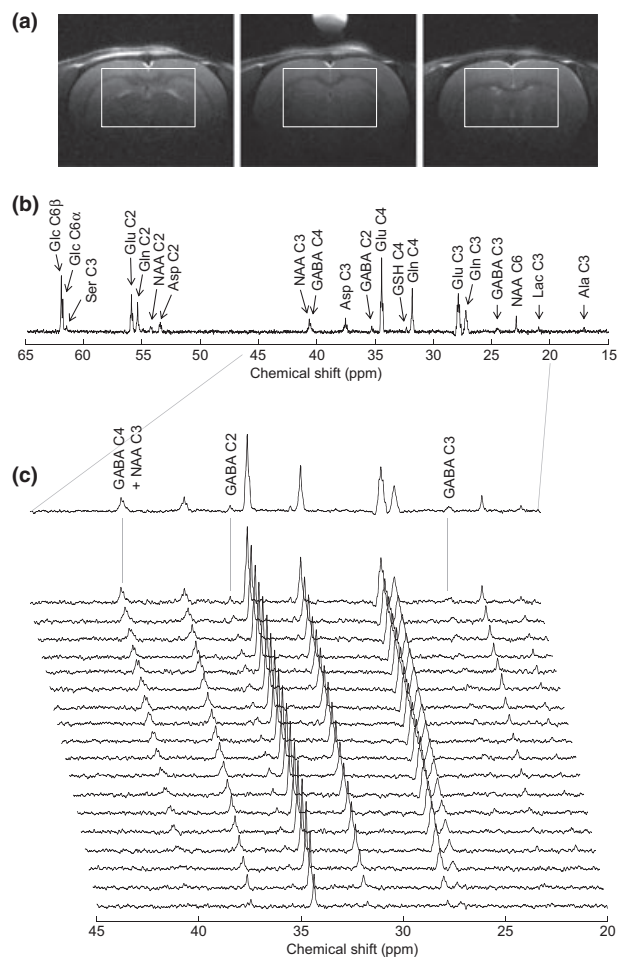 (a)
(b)
Glc C6β
Glc C6α
Ser C3
Glu C2
Gln C2
NAA C2
Asp C2
NAA C3
GABA C4
Asp C3
GABA C2
Glu C4
GSH C4
Gln C4
Glu C3
Gln C3
GABA C3
NAA C6
Lac C3
Ala C3
65 60 55 50 45 40 35 30 25 20 15
Chemical shift (ppm)
(c)
GABA C4
+ NAA C3
GABA C2
GABA C3
45 40 35 30 25 20
Chemical shift (ppm)